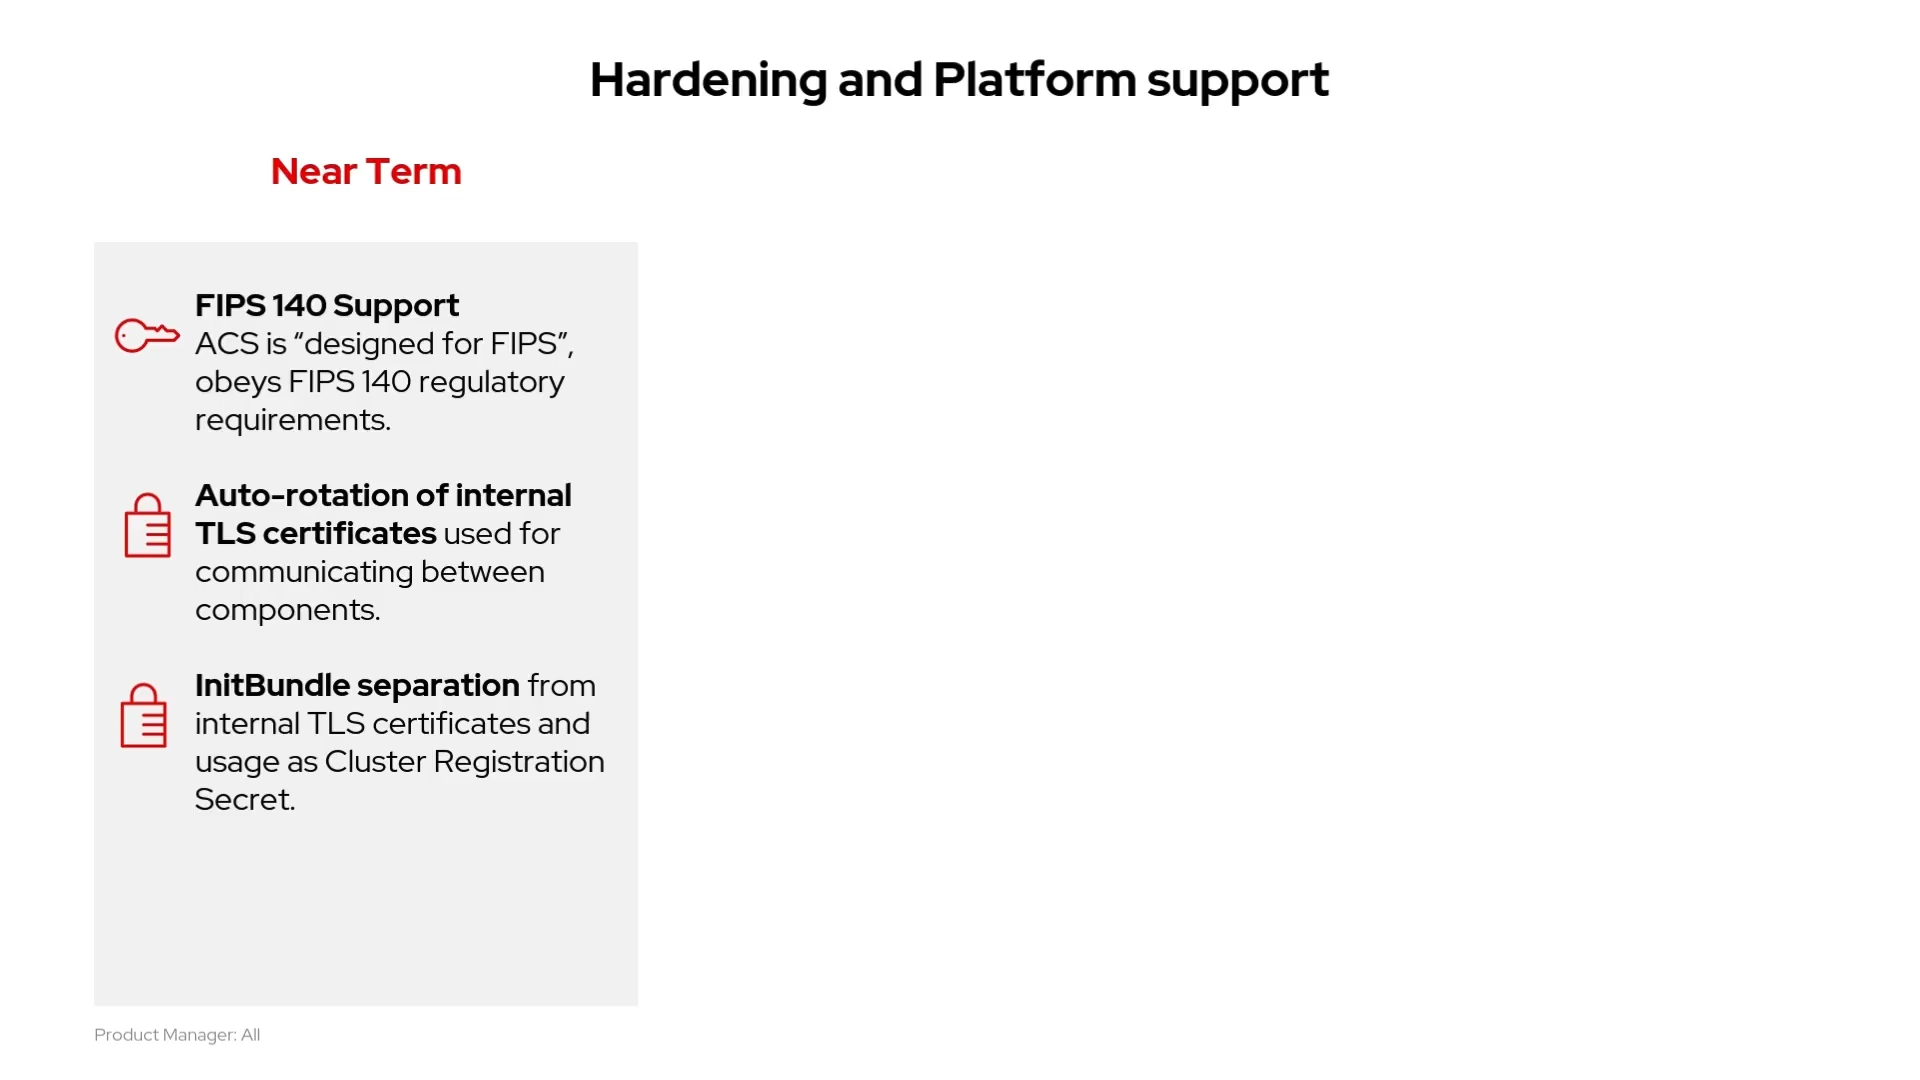 Hardening and Platform support
Near Term
FIPS 140 Support
ACS is “designed for FIPS”,
obeys FIPS 140 regulatory
requirements.
Auto-rotation of internal
TLS certificates used for
communicating between
components.
InitBundle separation from
internal TLS certificates and
usage as Cluster Registration
Secret.
Product Manager: All